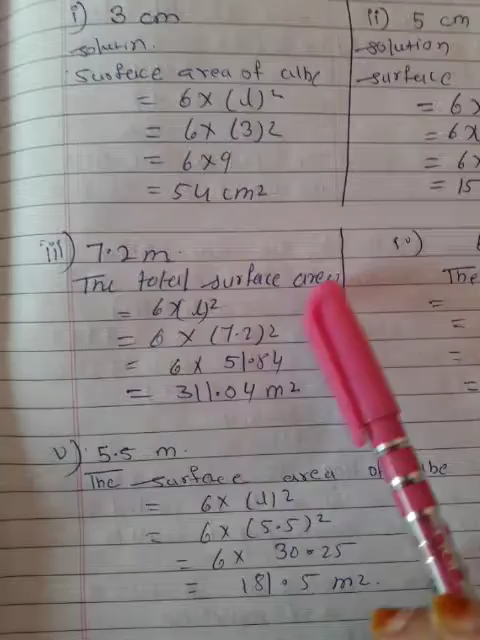 i) 3 cm
solution.
Surface area of cube
= 6 × (l)²
= 6 × (3)2
= 6 × 9
= 54 cm2
(ii) 5 cm
solution
surface
= 6 ×
= 6 ×
= 6 ×
= 15
iii) 7.2 m.
The total surface area
= 6 × (l)²
= 6 × (7.2)2
= 6 × 51.84
= 311.04 m2
The
=
=
=
=
v) 5.5 m.
The surface area of cube
= 6 × (l)2
= 6 × (5.5)2
= 6 × 30.25
= 181.5 m2.